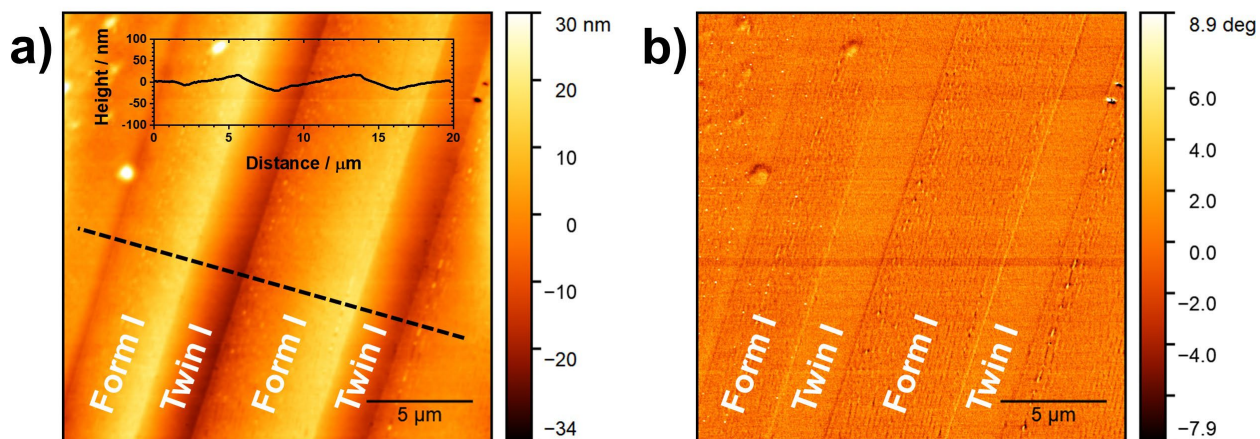 a)
Height / nm
100
50
0
-50
-100
0
5
10
15
20
Distance / μm
Form I
Twin I
Form I
Twin I
5 μm
30 nm
20
10
0
−10
−20
−34
b)
Form I
Twin I
Form I
Twin I
5 μm
8.9 deg
6.0
4.0
2.0
0.0
−2.0
−4.0
−7.9